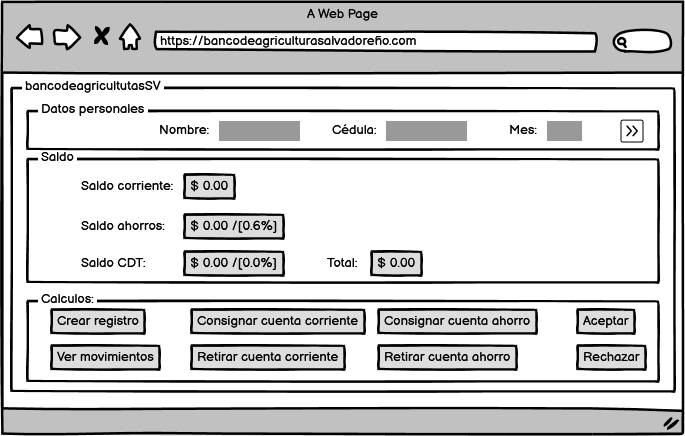 A Web Page
https://bancodeagriculturasalvadoreño.com
bancodeagricultutasSV
Datos personales
Nombre: Cédula: Mes:
Saldo
Saldo corriente: $ 0.00
Saldo ahorros: $ 0.00 /[0.6%]
Saldo CDT: $ 0.00 /[0.0%] Total: $ 0.00
Calculos:
Crear registro Consignar cuenta corriente Consignar cuenta ahorro Aceptar
Ver movimientos Retirar cuenta corriente Retirar cuenta ahorro Rechazar